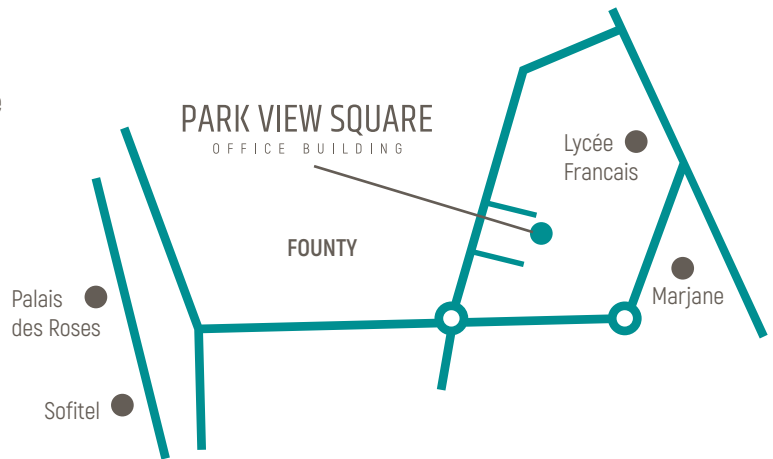 PARK VIEW SQUARE
OFFICE BUILDING
Lycée
Francais
FOUNTY
Palais
des Roses
Marjane
Sofitel